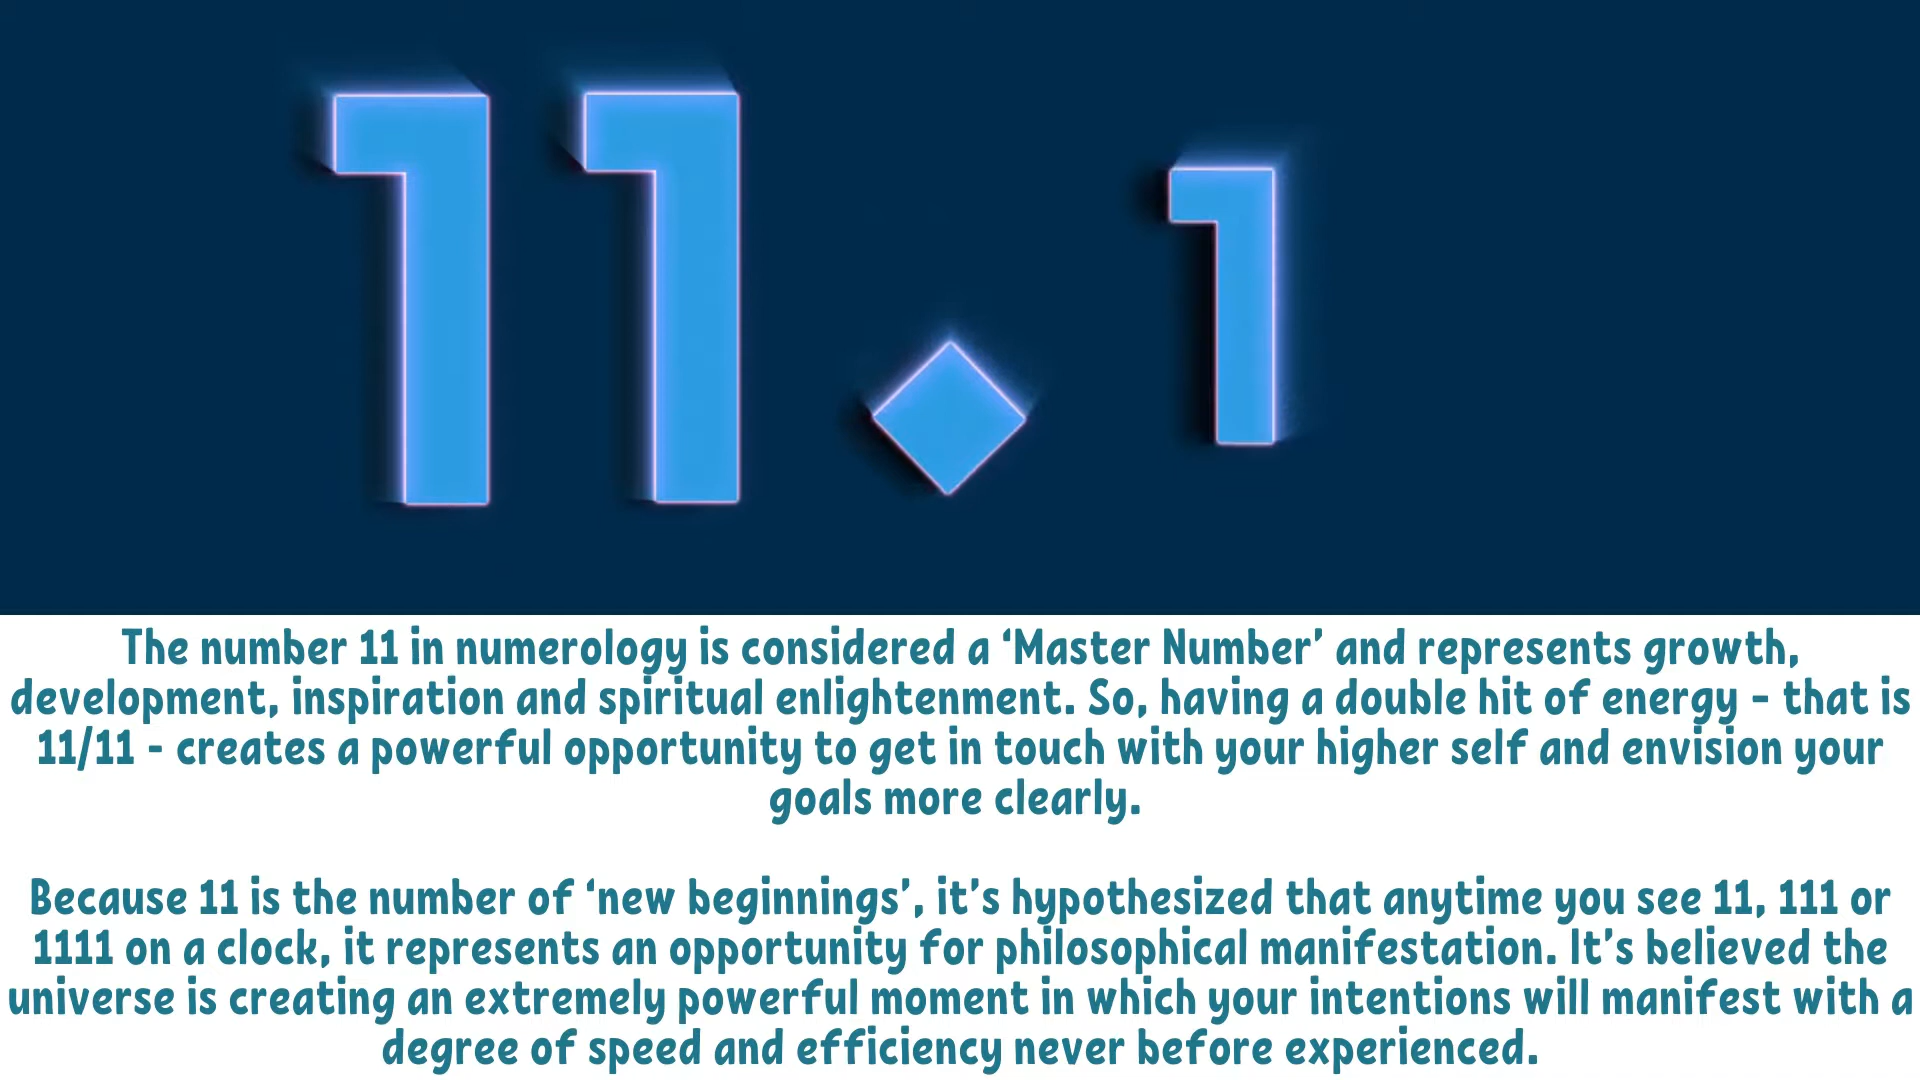 11.1
The number 11 in numerology is considered a ‘Master Number’ and represents growth,
development, inspiration and spiritual enlightenment. So, having a double hit of energy - that is
11/11 - creates a powerful opportunity to get in touch with your higher self and envision your
goals more clearly.
Because 11 is the number of ‘new beginnings’, it’s hypothesized that anytime you see 11, 111 or
1111 on a clock, it represents an opportunity for philosophical manifestation. It’s believed the
universe is creating an extremely powerful moment in which your intentions will manifest with a
degree of speed and efficiency never before experienced.